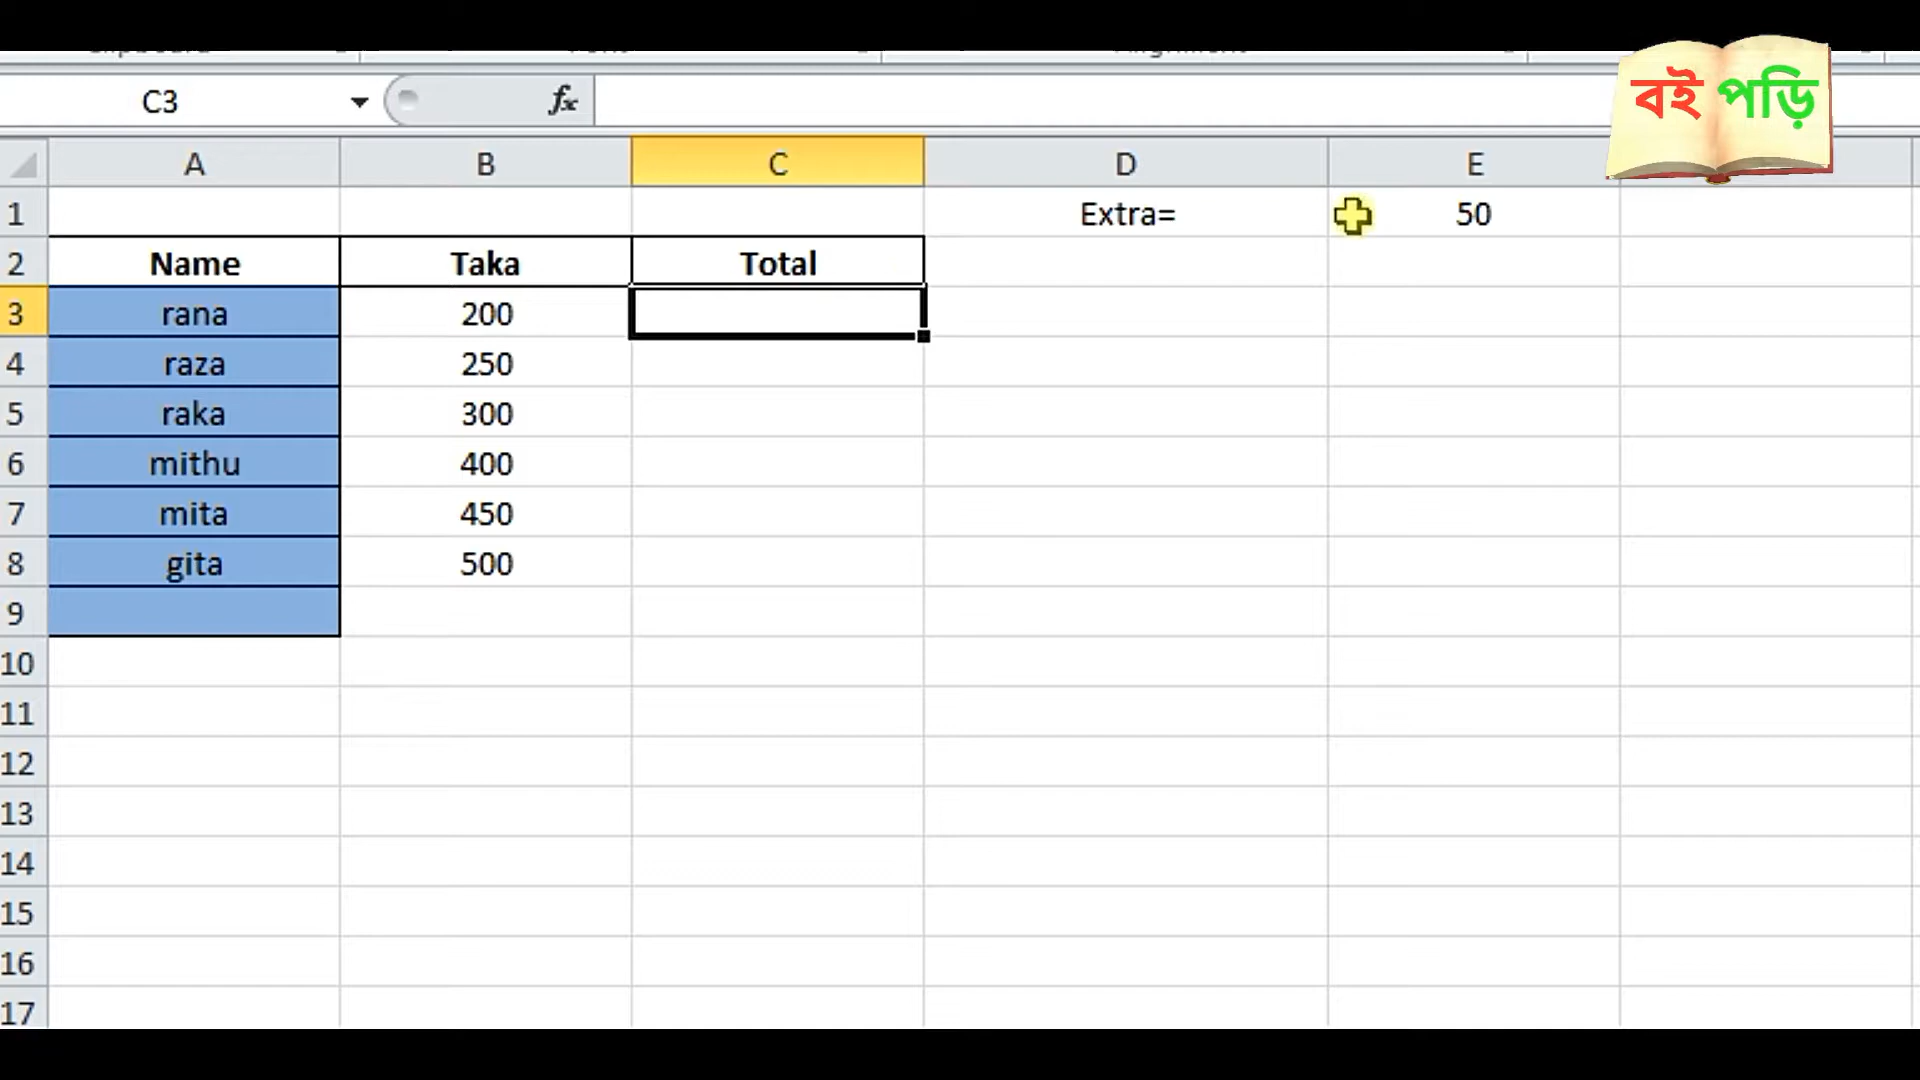 C3 fx
বই পড়ি
A B C D E
1 Extra= 50
2 Name Taka Total
3 rana 200
4 raza 250
5 raka 300
6 mithu 400
7 mita 450
8 gita 500
9
10
11
12
13
14
15
16
17